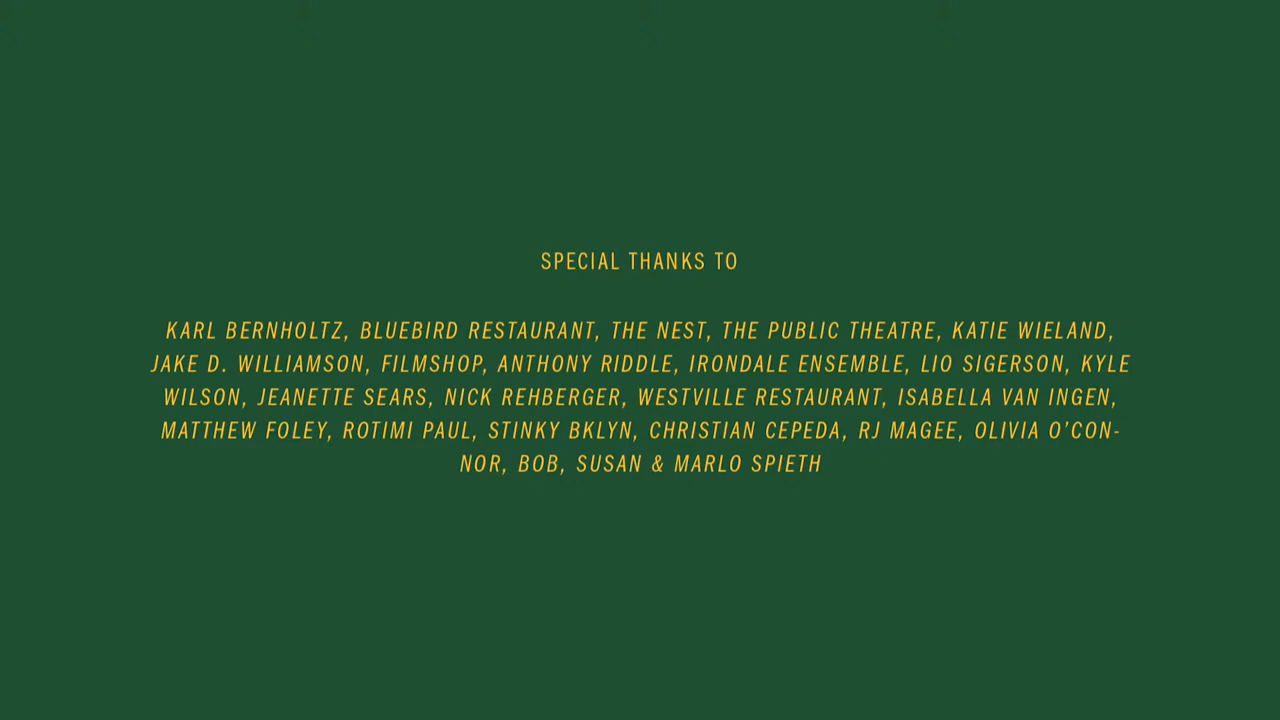 SPECIAL THANKS TO
KARL BERNHOLTZ, BLUEBIRD RESTAURANT, THE NEST, THE PUBLIC THEATRE, KATIE WIELAND,
JAKE D. WILLIAMSON, FILMSHOP, ANTHONY RIDDLE, IRONDALE ENSEMBLE, LIO SIGERSON, KYLE
WILSON, JEANETTE SEARS, NICK REHBERGER, WESTVILLE RESTAURANT, ISABELLA VAN INGEN,
MATTHEW FOLEY, ROTIMI PAUL, STINKY BKLYN, CHRISTIAN CEPEDA, RJ MAGEE, OLIVIA O’CON-
NOR, BOB, SUSAN & MARLO SPIETH